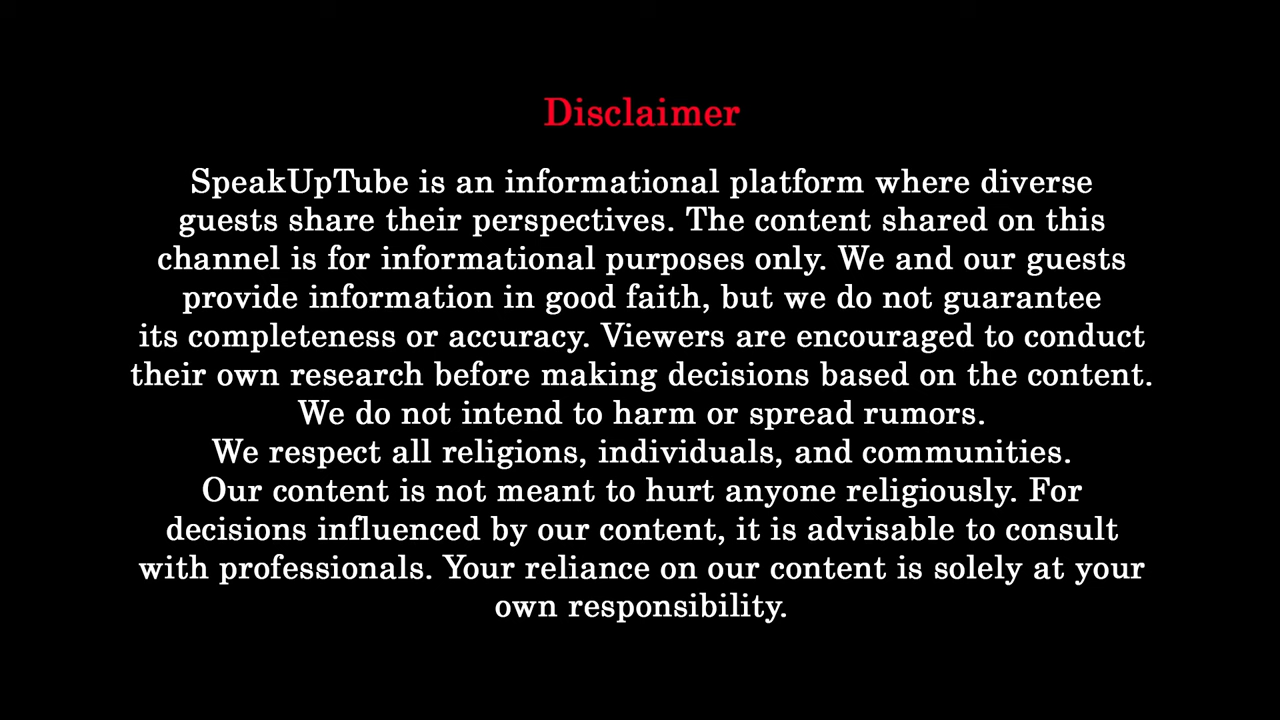 Disclaimer
SpeakUpTube is an informational platform where diverse
guests share their perspectives. The content shared on this
channel is for informational purposes only. We and our guests
provide information in good faith, but we do not guarantee
its completeness or accuracy. Viewers are encouraged to conduct
their own research before making decisions based on the content.
We do not intend to harm or spread rumors.
We respect all religions, individuals, and communities.
Our content is not meant to hurt anyone religiously. For
decisions influenced by our content, it is advisable to consult
with professionals. Your reliance on our content is solely at your
own responsibility.